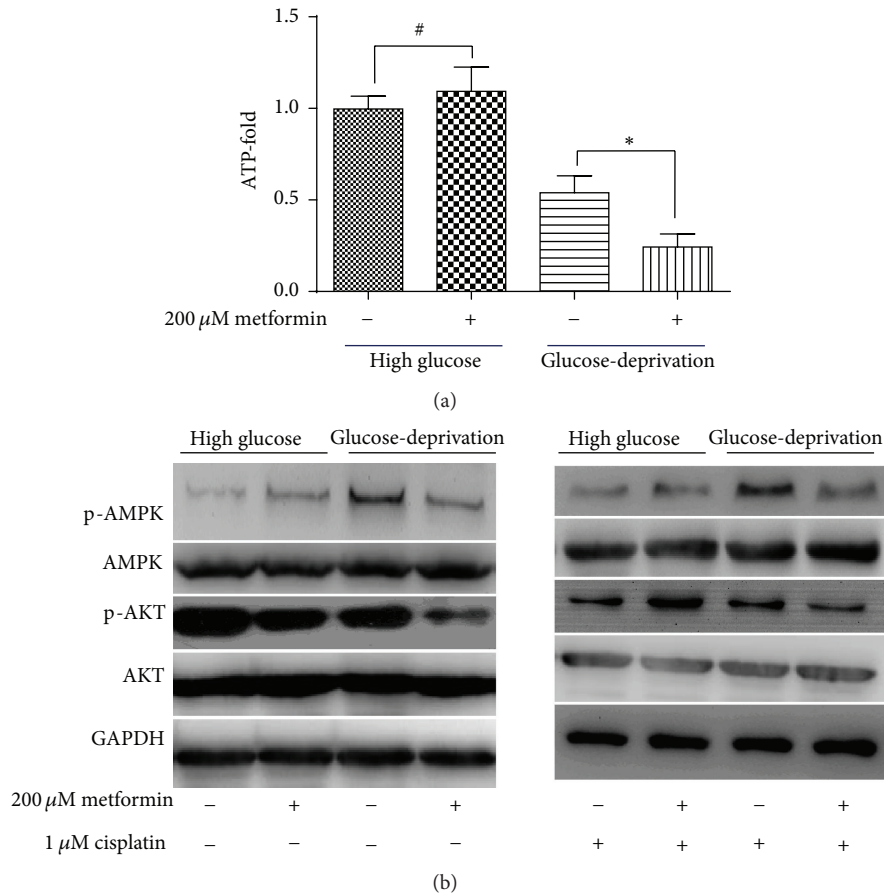 1.5
#
1.0
*
ATP-fold
0.5
0.0
200 μM metformin − + − +
High glucose Glucose-deprivation
(a)
High glucose Glucose-deprivation High glucose Glucose-deprivation
p-AMPK
AMPK
p-AKT
AKT
GAPDH
200 μM metformin − + − + − + − +
1 μM cisplatin − − − − + + + +
(b)